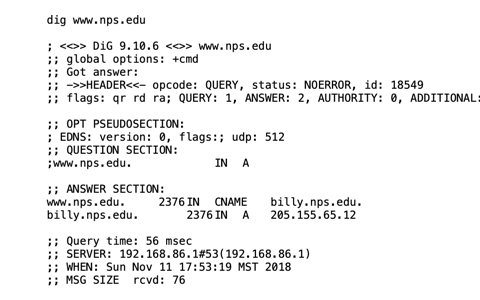 dig www.nps.edu
; <<>> DiG 9.10.6 <<>> www.nps.edu
;; global options: +cmd
;; Got answer:
;; ->>HEADER<<- opcode: QUERY, status: NOERROR, id: 18549
;; flags: qr rd ra; QUERY: 1, ANSWER: 2, AUTHORITY: 0, ADDITIONAL:
;; OPT PSEUDOSECTION:
; EDNS: version: 0, flags:; udp: 512
;; QUESTION SECTION:
;www.nps.edu. IN A
;; ANSWER SECTION:
www.nps.edu. 2376 IN CNAME billy.nps.edu.
billy.nps.edu. 2376 IN A 205.155.65.12
;; Query time: 56 msec
;; SERVER: 192.168.86.1#53(192.168.86.1)
;; WHEN: Sun Nov 11 17:53:19 MST 2018
;; MSG SIZE rcvd: 76